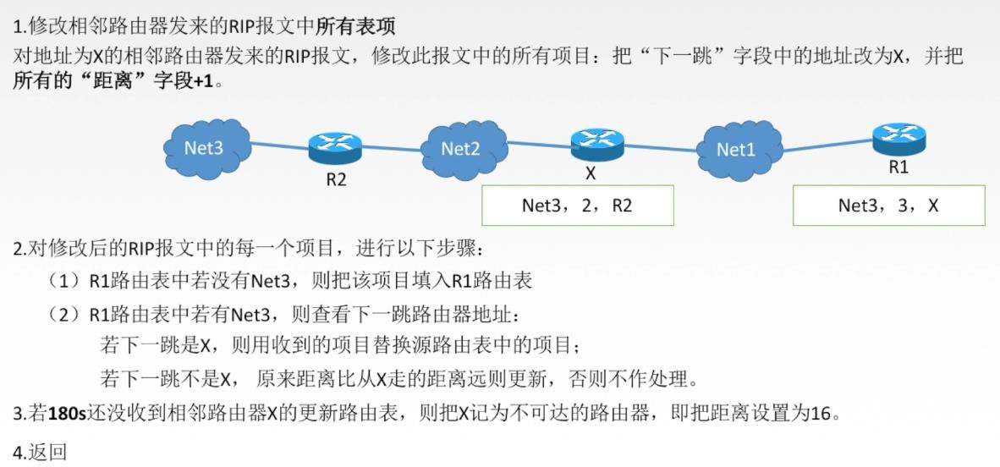 1.修改相邻路由器发来的RIP报文中所有表项
对地址为X的相邻路由器发来的RIP报文，修改此报文中的所有项目：把“下一跳”字段中的地址改为X，并把
所有的“距离”字段+1。
Net3
Net2
Net1
R2
X
R1
Net3，2，R2
Net3，3，X
2.对修改后的RIP报文中的每一个项目，进行以下步骤：
（1）R1路由表中若没有Net3，则把该项目填入R1路由表
（2）R1路由表中若有Net3，则查看下一跳路由器地址：
若下一跳是X，则用收到的项目替换源路由表中的项目；
若下一跳不是X， 原来距离比从X走的距离远则更新，否则不作处理。
3.若180s还没收到相邻路由器X的更新路由表，则把X记为不可达的路由器，即把距离设置为16。
4.返回